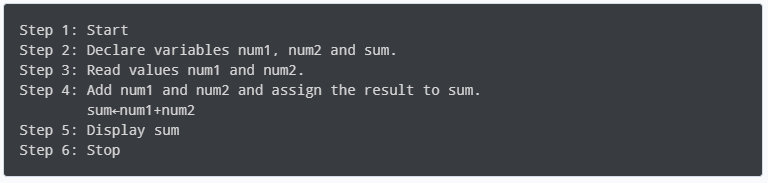 Step 1: Start
Step 2: Declare variables num1, num2 and sum.
Step 3: Read values num1 and num2.
Step 4: Add num1 and num2 and assign the result to sum.
        sum←num1+num2
Step 5: Display sum
Step 6: Stop